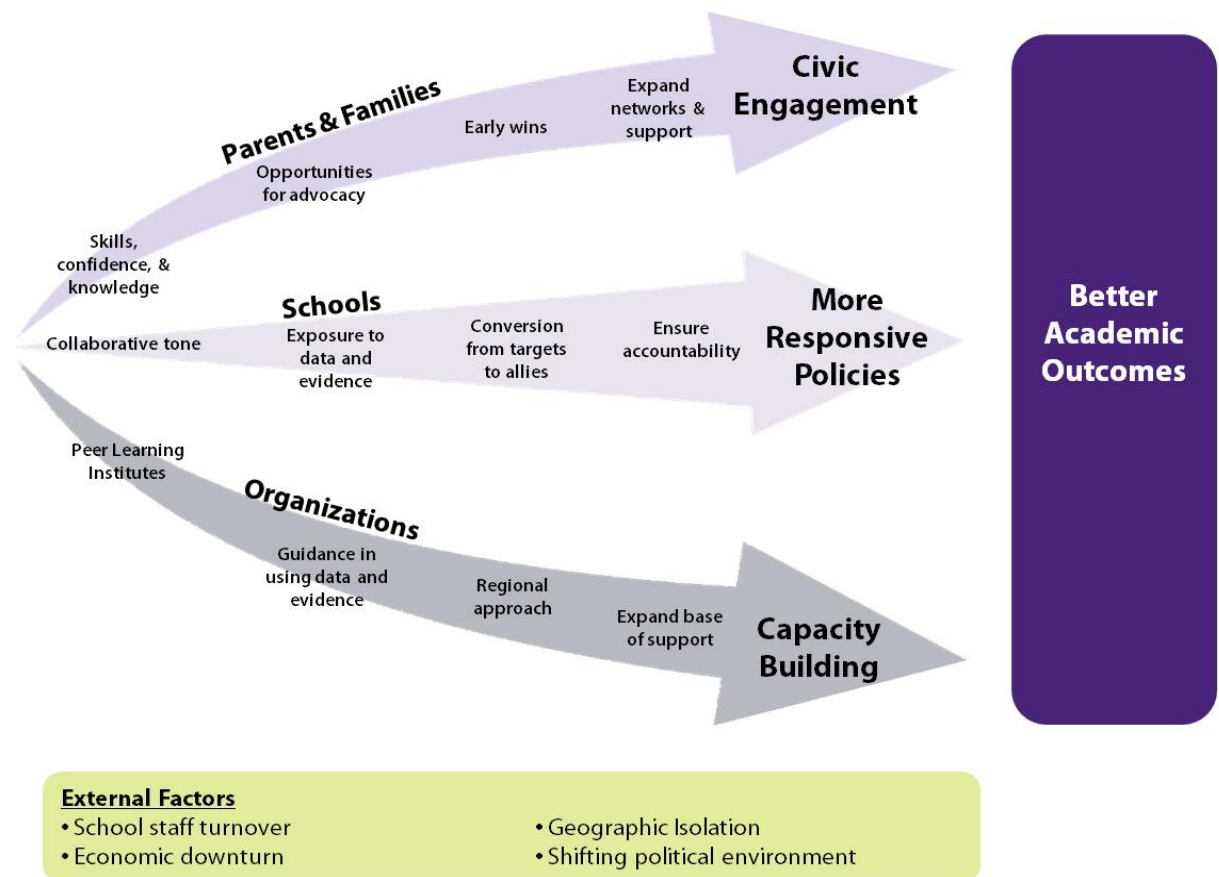 Parents & Families
Skills,
confidence, &
knowledge
Opportunities
for advocacy
Early wins
Expand
networks &
support
Civic
Engagement
Schools
Collaborative tone
Exposure to
data and
evidence
Conversion
from targets
to allies
Ensure
accountability
More
Responsive
Policies
Organizations
Peer Learning
Institutes
Guidance in
using data and
evidence
Regional
approach
Expand base
of support
Capacity
Building
Better
Academic
Outcomes
External Factors
• School staff turnover
• Economic downturn
• Geographic Isolation
• Shifting political environment